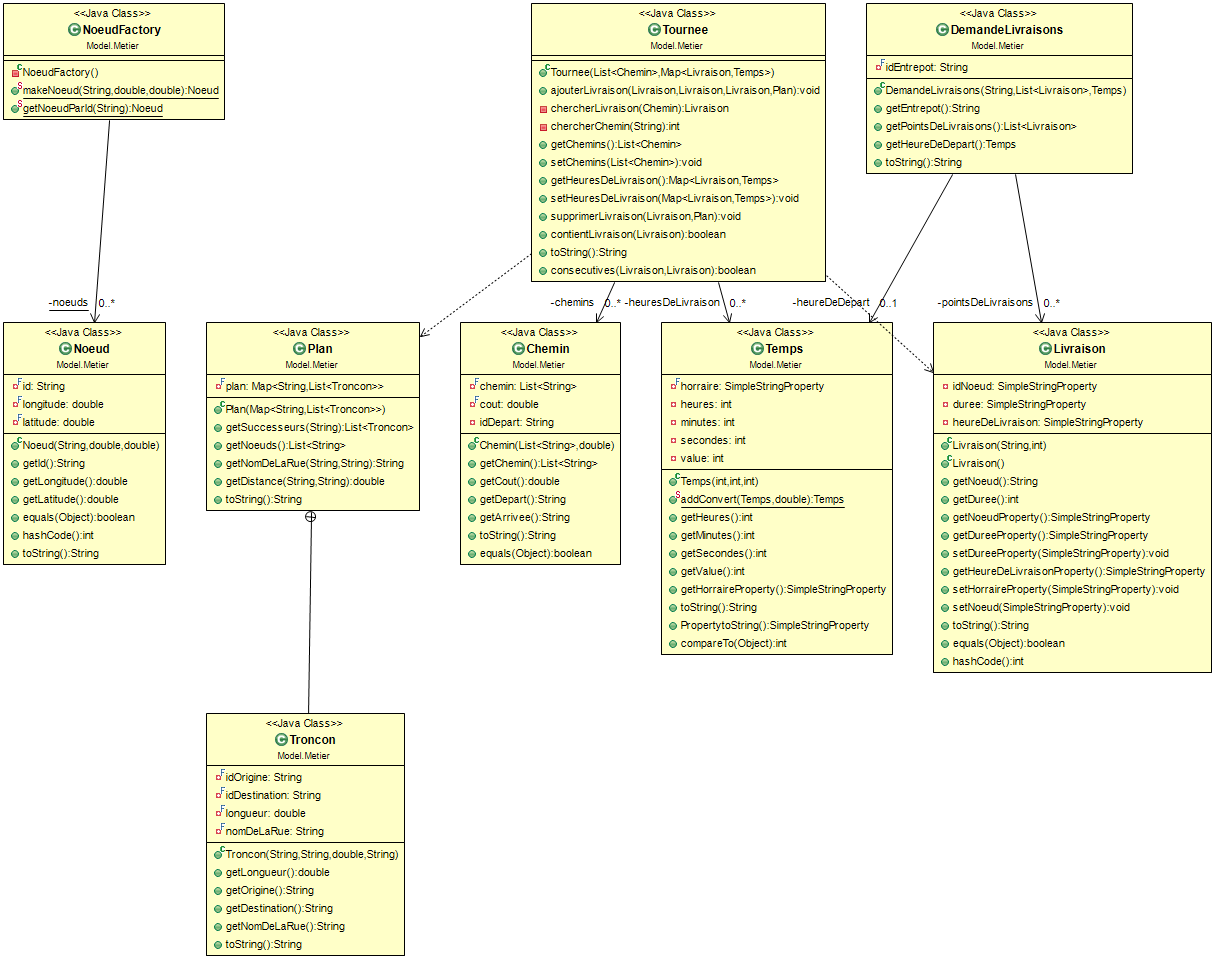 <<Java Class>>
NoeudFactory
Model.Metier
NoeudFactory()
makeNoeud(String,double,double):Noeud
getNoeudParId(String):Noeud
<<Java Class>>
Tournee
Model.Metier
Tournee(List<Chemin>,Map<Livraison,Temps>)
ajouterLivraison(Livraison,Livraison,Livraison,Plan):void
chercherLivraison(Chemin):Livraison
chercherChemin(String):int
getChemins():List<Chemin>
setChemins(List<Chemin>):void
getHeuresDeLivraison():Map<Livraison,Temps>
setHeuresDeLivraison(Map<Livraison,Temps>):void
supprimerLivraison(Livraison,Plan):void
contientLivraison(Livraison):boolean
toString():String
consecutives(Livraison,Livraison):boolean
<<Java Class>>
DemandeLivraisons
Model.Metier
idEntrepot: String
DemandeLivraisons(String,List<Livraison>,Temps)
getEntrepot():String
getPointsDeLivraisons():List<Livraison>
getHeureDeDepart():Temps
toString():String
-noeuds 0..*
-chemins 0..*
-heuresDeLivraison 0..*
-heureDeDepart 0..1
-pointsDeLivraisons 0..*
<<Java Class>>
Noeud
Model.Metier
id: String
longitude: double
latitude: double
Noeud(String,double,double)
getId():String
getLongitude():double
getLatitude():double
equals(Object):boolean
hashCode():int
toString():String
<<Java Class>>
Plan
Model.Metier
plan: Map<String,List<Troncon>>
Plan(Map<String,List<Troncon>>)
getSuccesseurs(String):List<Troncon>
getNoeuds():List<String>
getNomDeLaRue(String,String):String
getDistance(String,String):double
toString():String
<<Java Class>>
Chemin
Model.Metier
chemin: List<String>
cout: double
idDepart: String
Chemin(List<String>,double)
getChemin():List<String>
getCout():double
getDepart():String
getArrivee():String
toString():String
equals(Object):boolean
<<Java Class>>
Temps
Model.Metier
horraire: SimpleStringProperty
heures: int
minutes: int
secondes: int
value: int
Temps(int,int,int)
addConvert(Temps,double):Temps
getHeures():int
getMinutes():int
getSecondes():int
getValue():int
getHorraireProperty():SimpleStringProperty
toString():String
PropertytoString():SimpleStringProperty
compareTo(Object):int
<<Java Class>>
Livraison
Model.Metier
idNoeud: SimpleStringProperty
duree: SimpleStringProperty
heureDeLivraison: SimpleStringProperty
Livraison(String,int)
Livraison()
getNoeud():String
getDuree():int
getNoeudProperty():SimpleStringProperty
getDureeProperty():SimpleStringProperty
setDureeProperty(SimpleStringProperty):void
getHeureDeLivraisonProperty():SimpleStringProperty
setHorraireProperty(SimpleStringProperty):void
setNoeud(SimpleStringProperty):void
toString():String
equals(Object):boolean
hashCode():int
<<Java Class>>
Troncon
Model.Metier
idOrigine: String
idDestination: String
longueur: double
nomDeLaRue: String
Troncon(String,String,double,String)
getLongueur():double
getOrigine():String
getDestination():String
getNomDeLaRue():String
toString():String